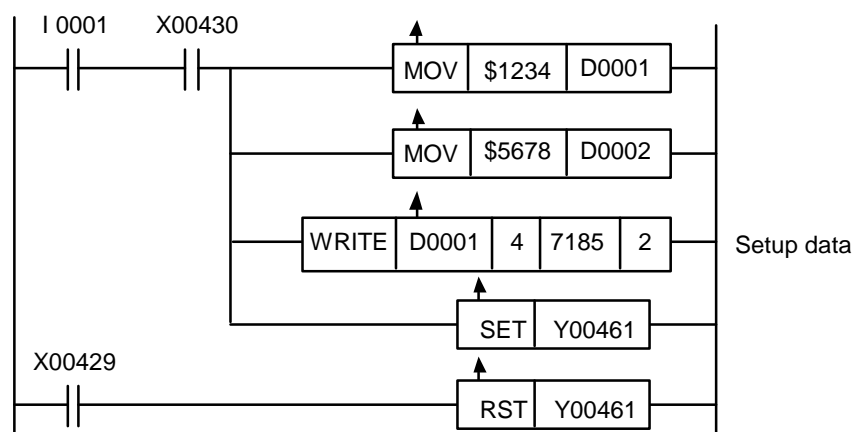 I 0001 X00430
MOV $1234 D0001
MOV $5678 D0002
WRITE D0001 4 7185 2 Setup data
SET Y00461
X00429
RST Y00461